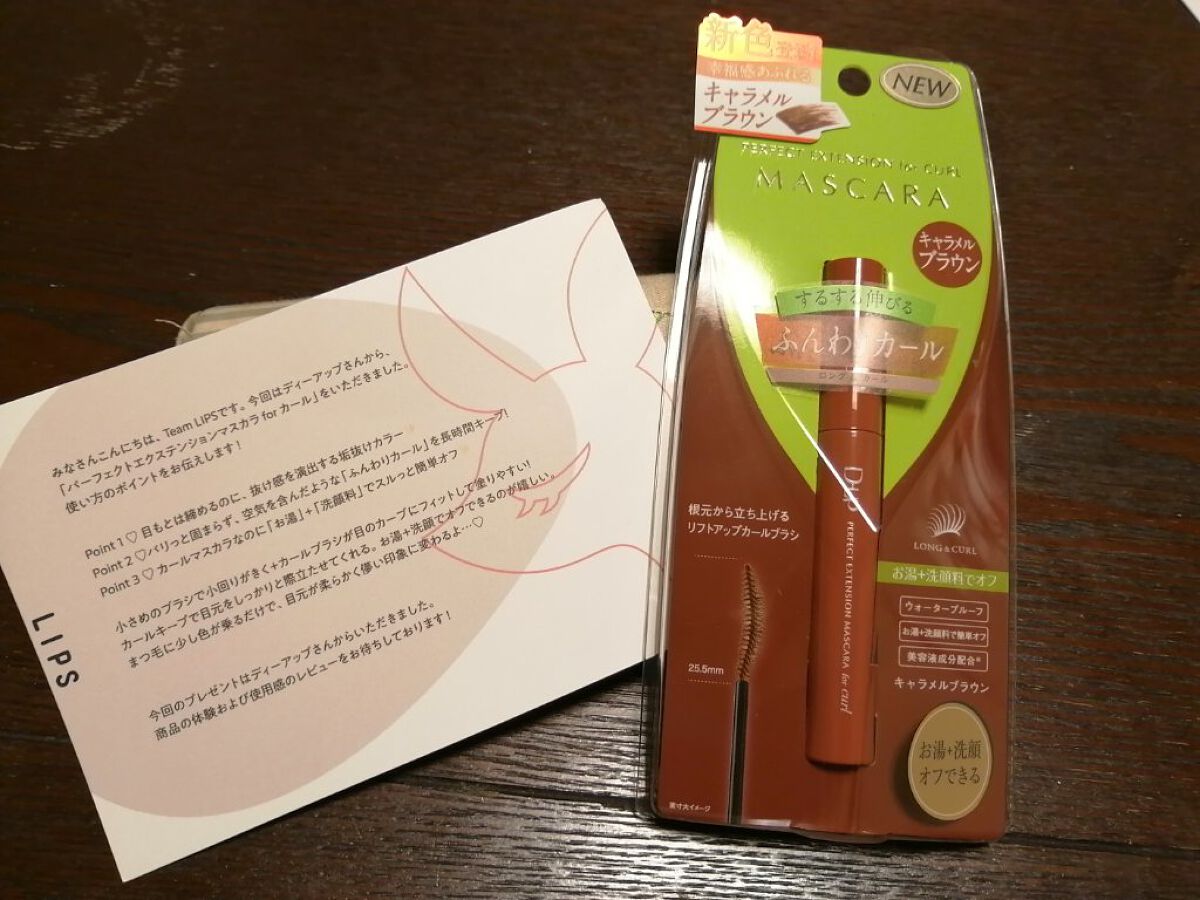 みなさんこんにちは、Team LIPSです。今回はディーアップさんから、
「パーフェクトエクステンションマスカラ for カール」をいただきました。
使い方のポイントをお伝えします！
Point 1 ♡ 目もとは締めるのに、抜け感を演出する垢抜けカラー
Point 2 ♡ パリっと固まらず、空気を含んだような「ふんわりカール」を長時間キープ！
Point 3 ♡ カールマスカラなのに「お湯」+「洗顔料」でスルっと簡単オフ
小さめのブラシで小回りがきく+カールブラシが目のカーブにフィットして塗りやすい！
カールキープで目元をしっかりと際立たせてくれる。お湯+洗顔でオフできるのが嬉しい。
まつ毛に少し色が乗るだけで、目元が柔らかく儚い印象に変わるよ…♡
今回のプレゼントはディーアップさんからいただきました。
商品の体験および使用感のレビューをお待ちしております！
LIPS
新色登場!
幸福感あふれる
キャラメル
ブラウン
NEW
PERFECT EXTENSION for CURL
MASCARA
キャラメル
ブラウン
するする伸びる
ふんわりカール
ロング&カール
D-UP
PERFECT EXTENSION MASCARA for curl
根元から立ち上げる
リフトアップカールブラシ
25.5mm
実寸大イメージ
LONG & CURL
お湯+洗顔料でオフ
ウォータープルーフ
お湯+洗顔料で簡単オフ
美容液成分配合※
キャラメルブラウン
お湯+洗顔
オフできる